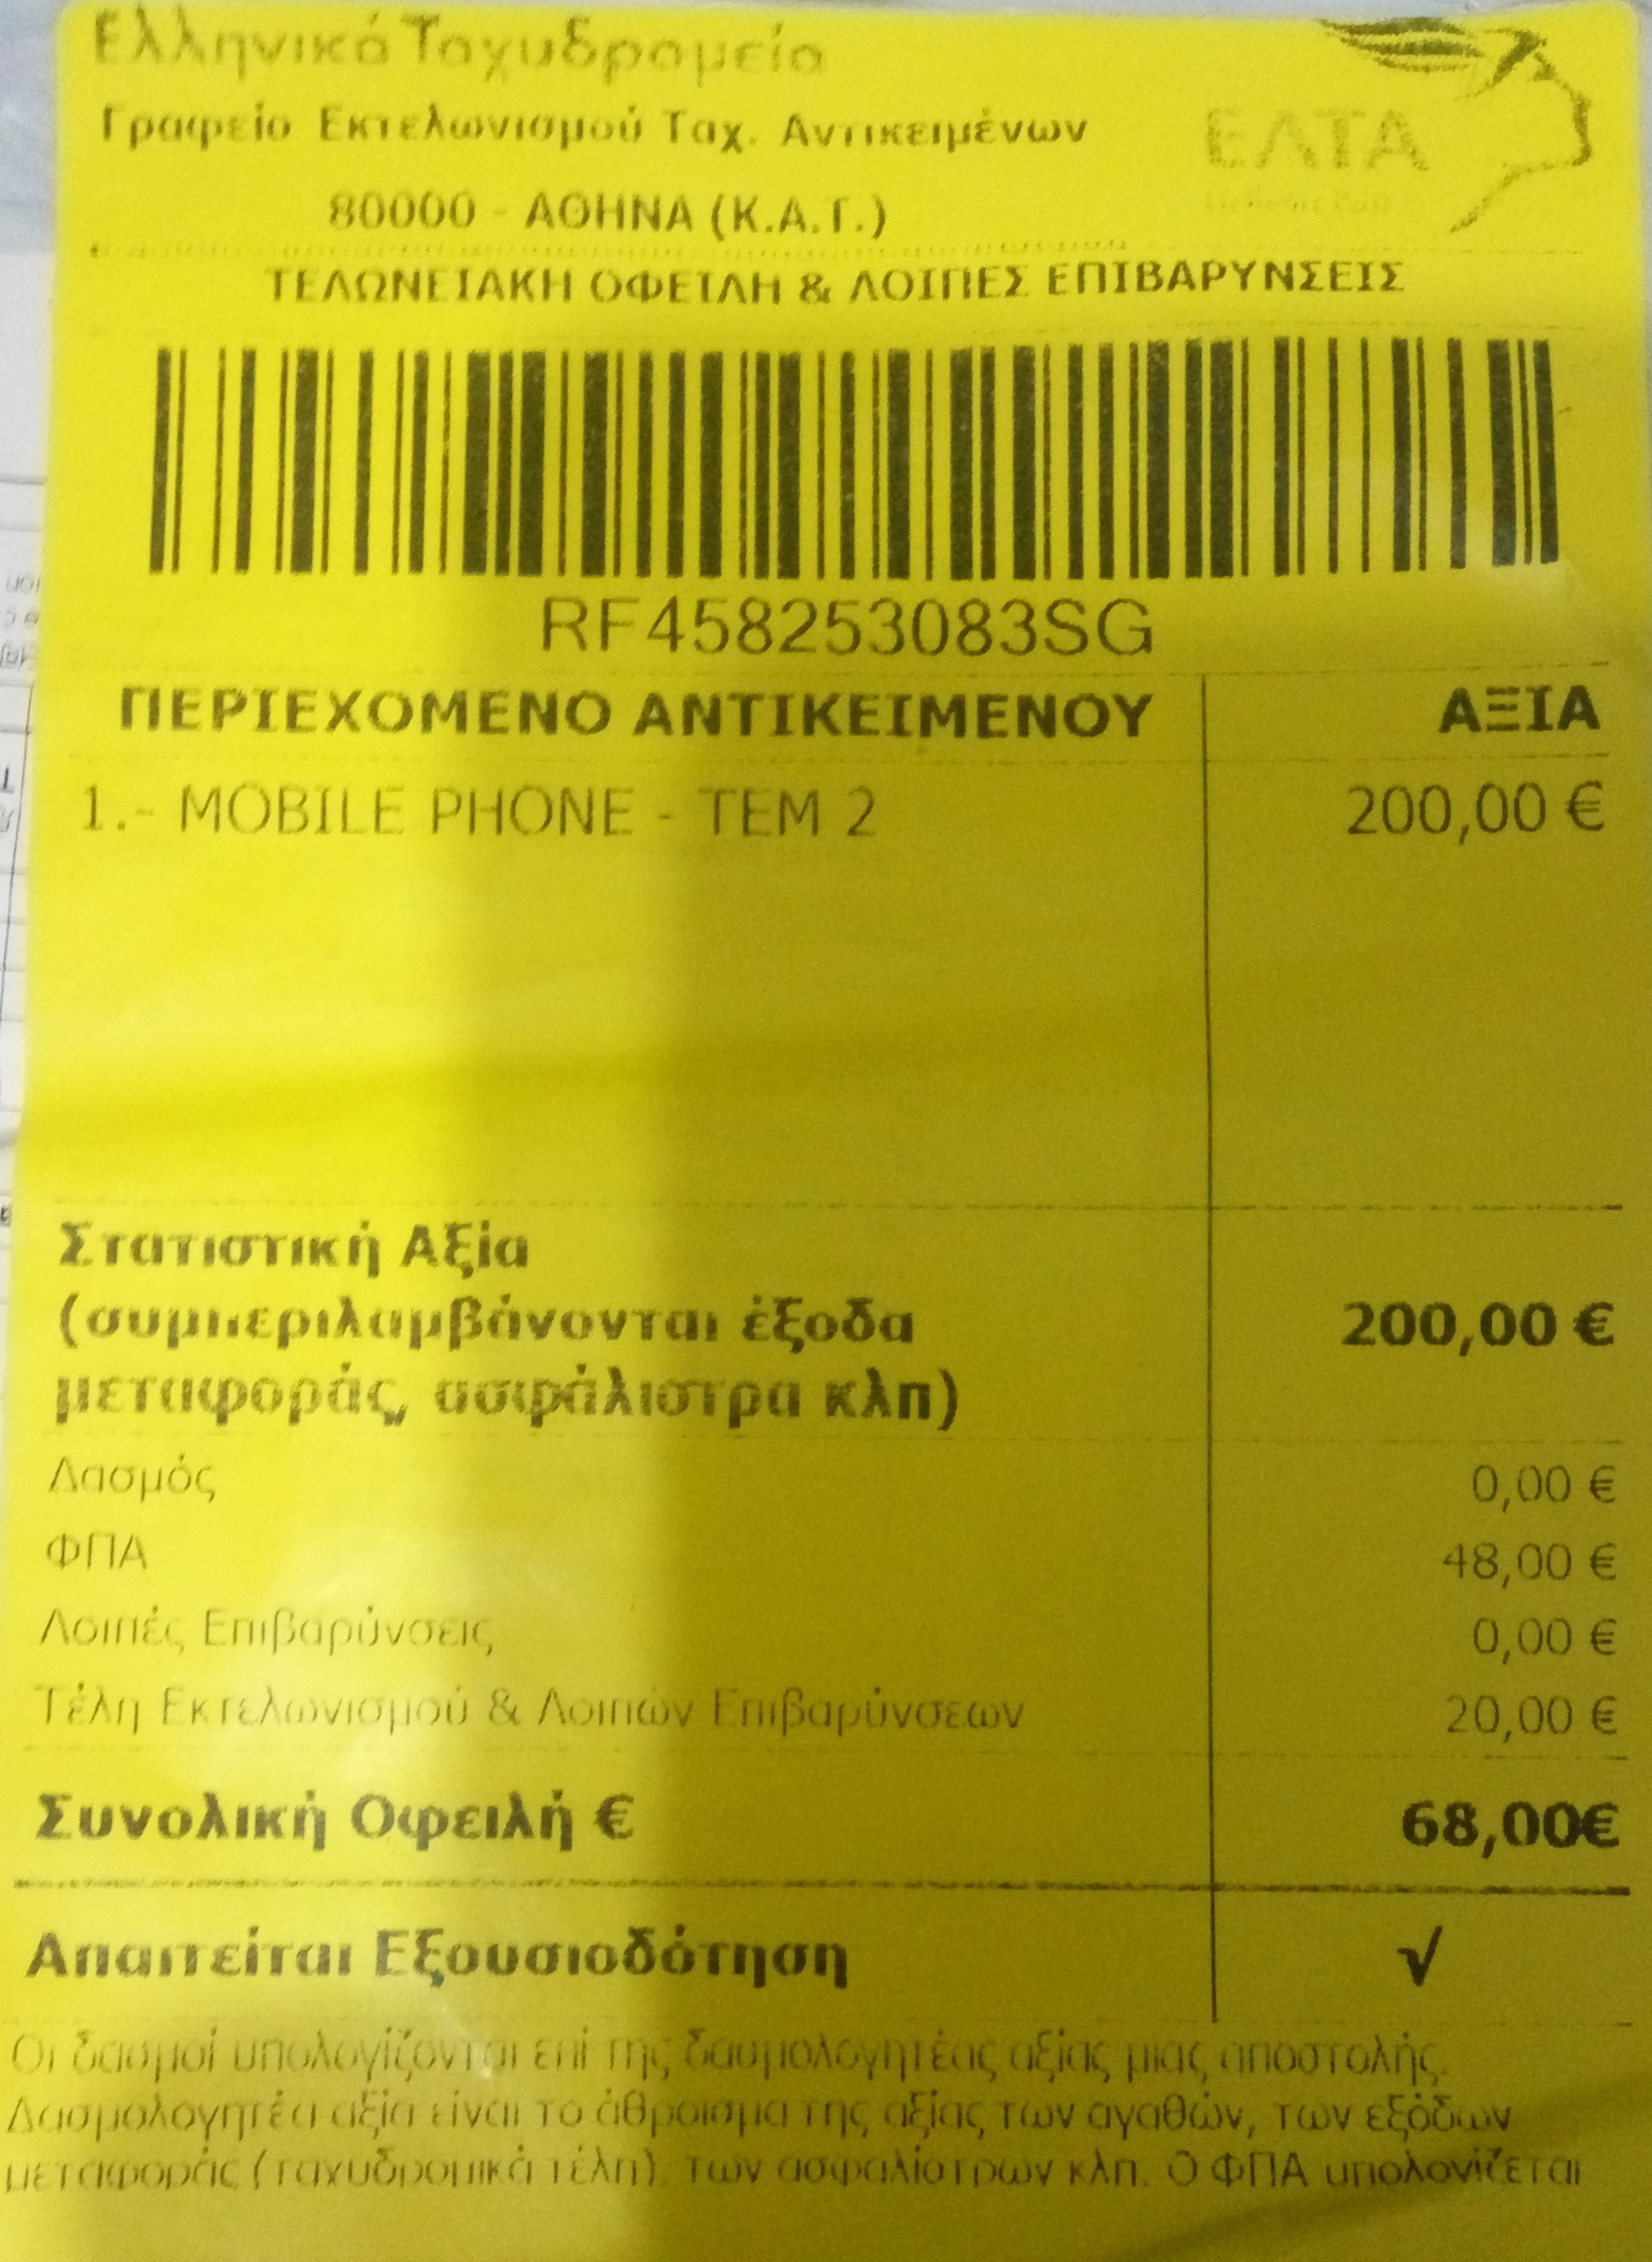 Ελληνικά Ταχυδρομεία
Γραφείο Εκτελωνισμού Ταχ. Αντικειμένων
ΕΛΤΑ
80000 - ΑΘΗΝΑ (Κ.Α.Τ.)
ΤΕΛΩΝΕΙΑΚΗ ΟΦΕΙΛΗ & ΛΟΙΠΕΣ ΕΠΙΒΑΡΥΝΣΕΙΣ
RF458253083SG
ΠΕΡΙΕΧΟΜΕΝΟ ΑΝΤΙΚΕΙΜΕΝΟΥ ΑΞΙΑ
1.- MOBILE PHONE - ΤΕΜ 2 200,00 €
Στατιστική Αξία
(συμπεριλαμβάνονται έξοδα 200,00 €
μεταφοράς, ασφάλιστρα κλπ)
Δασμός 0,00 €
ΦΠΑ 48,00 €
Λοιπές Επιβαρύνσεις 0,00 €
Τέλη Εκτελωνισμού & Λοιπών Επιβαρύνσεων 20,00 €
Συνολική Οφειλή € 68,00€
Απαιτείται Εξουσιοδότηση √
Οι δασμοί υπολογίζονται επί της δασμολογητέας αξίας μιας αποστολής.
Δασμολογητέα αξία είναι το άθροισμα της αξίας των αγαθών, των εξόδων
μεταφοράς (ταχυδρομικά τέλη), των ασφαλίστρων κλπ. Ο ΦΠΑ υπολογίζεται